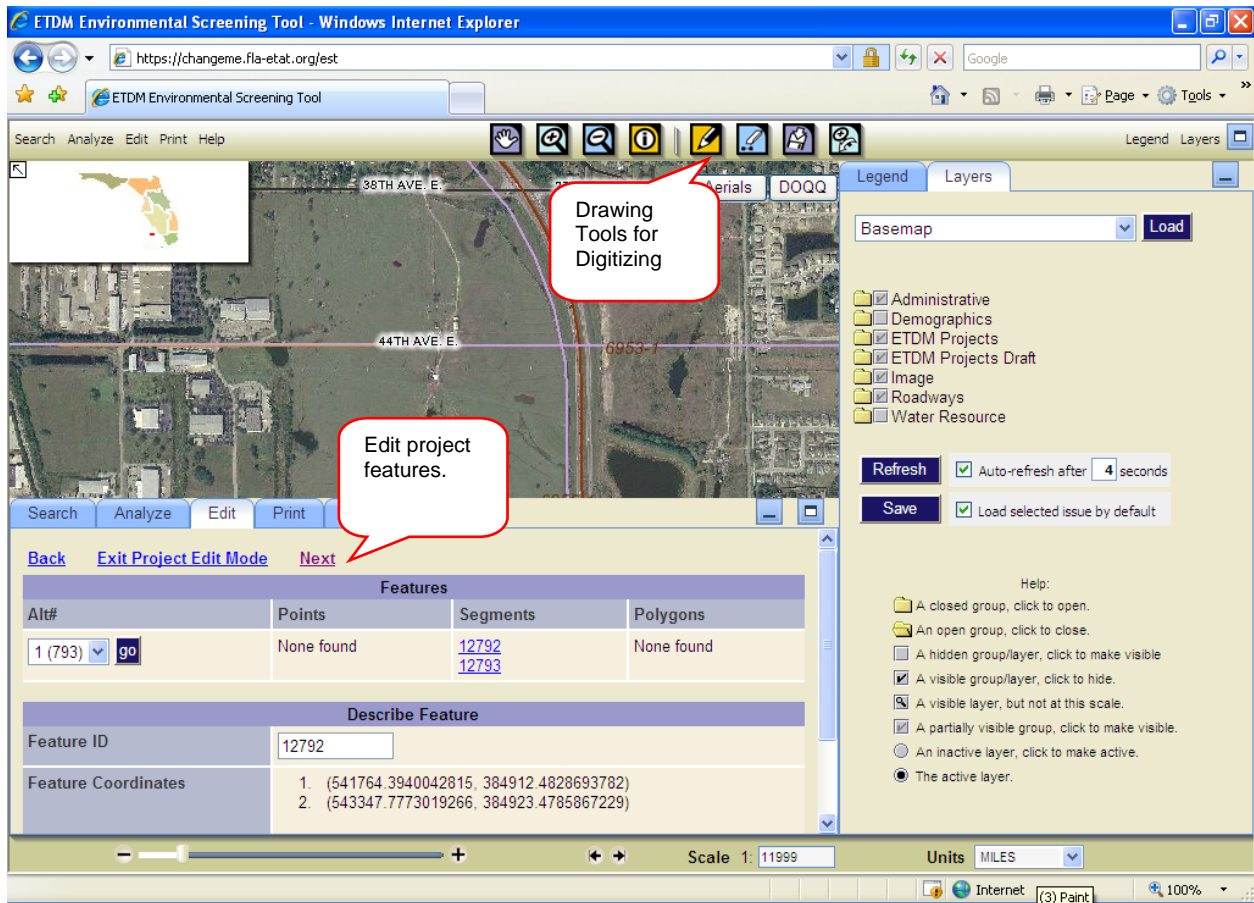 ETDM Environmental Screening Tool - Windows Internet Explorer
https://changeme.fla-etat.org/est
Google
ETDM Environmental Screening Tool
Page
Tools
»
Search Analyze Edit Print Help
Legend Layers
38TH AVE. E.
Aerials
DOQQ
Drawing
Tools for
Digitizing
44TH AVE. E.
6953-1
Edit project
features.
Legend
Layers
Basemap
Load
Administrative
Demographics
ETDM Projects
ETDM Projects Draft
Image
Roadways
Water Resource
Refresh
Auto-refresh after 4 seconds
Save
Load selected issue by default
Help:
A closed group, click to open.
An open group, click to close.
A hidden group/layer, click to make visible
A visible group/layer, click to hide.
A visible layer, but not at this scale.
A partially visible group, click to make visible.
An inactive layer, click to make active.
The active layer.
Search
Analyze
Edit
Print
Back
Exit Project Edit Mode
Next
Features
Alt#
Points
Segments
Polygons
1 (793)
go
None found
12792
12793
None found
Describe Feature
Feature ID
12792
Feature Coordinates
1. (541764.3940042815, 384912.4828693782)
2. (543347.7773019266, 384923.4785867229)
Scale 1: 11999
Units MILES
Internet
(3) Paint
100%